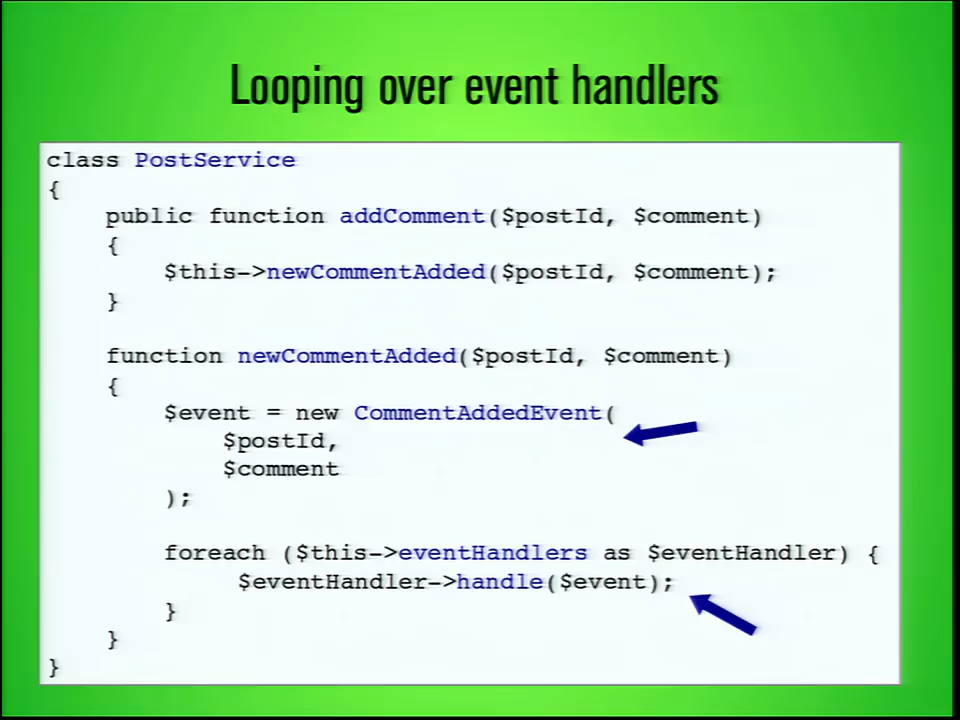 Looping over event handlers
class PostService
{
public function addComment($postId, $comment)
{
$this->newCommentAdded($postId, $comment);
}
function newCommentAdded($postId, $comment)
{
$event = new CommentAddedEvent(
$postId,
$comment
);
foreach ($this->eventHandlers as $eventHandler) {
$eventHandler->handle($event);
}
}
}